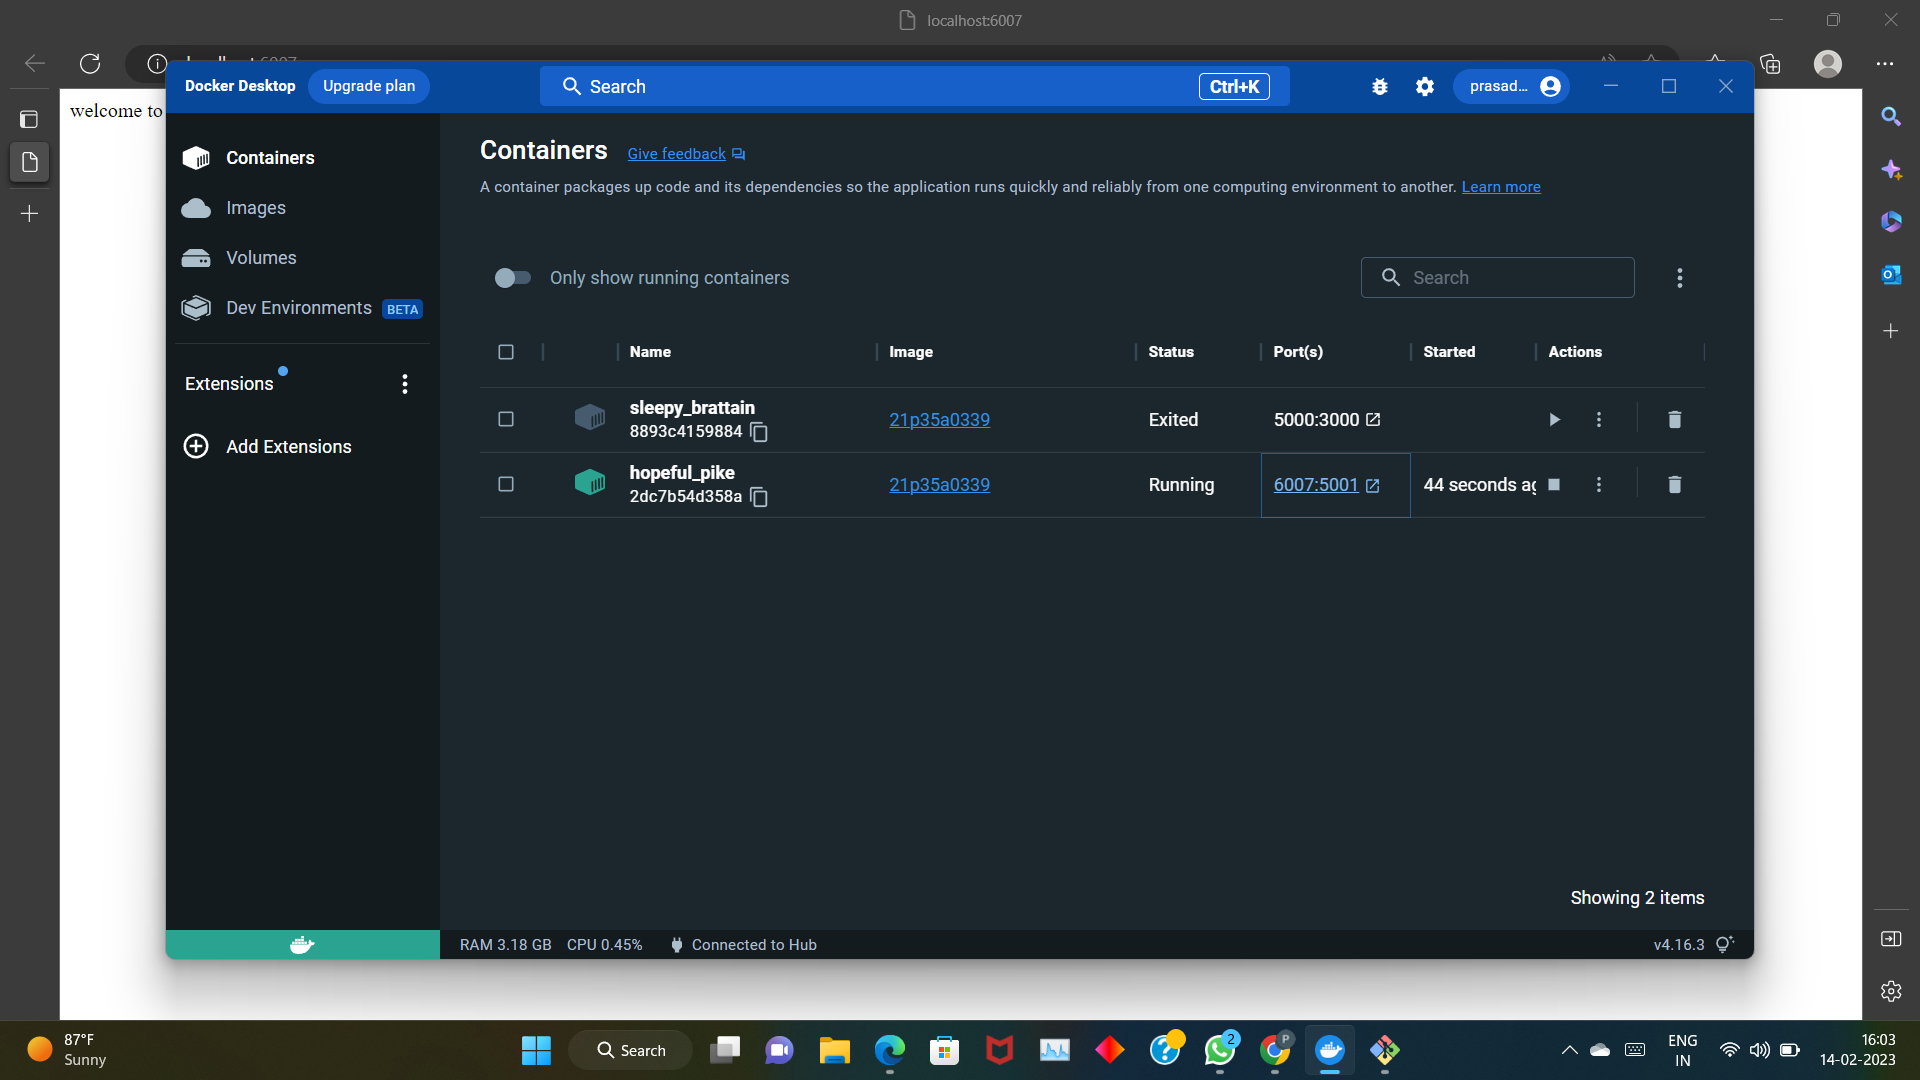 localhost:6007
welcome to
Docker Desktop
Upgrade plan
Search
Ctrl+K
prasad...
Containers
Images
Volumes
Dev Environments BETA
Extensions
Add Extensions
Containers
Give feedback
A container packages up code and its dependencies so the application runs quickly and reliably from one computing environment to another. Learn more
Only show running containers
Search
Name Image Status Port(s) Started Actions
sleepy_brattain
8893c4159884
21p35a0339
Exited
5000:3000
hopeful_pike
2dc7b54d358a
21p35a0339
Running
6007:5001
44 seconds
Showing 2 items
RAM 3.18 GB CPU 0.45% Connected to Hub
v4.16.3
87°F
Sunny
Search
2
P
ENG
IN
16:03
14-02-2023